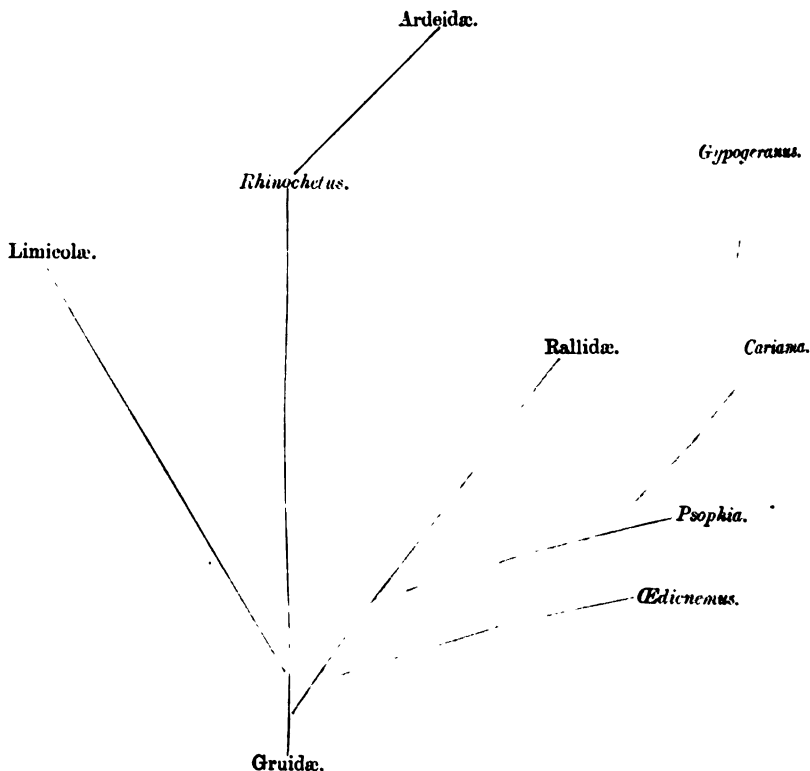 Ardeidæ.
Gypogeranus.
Rhinochetus.
Limicolæ.
Rallidæ.
Cariama.
Psophia.
Œdicnemus.
Gruidæ.